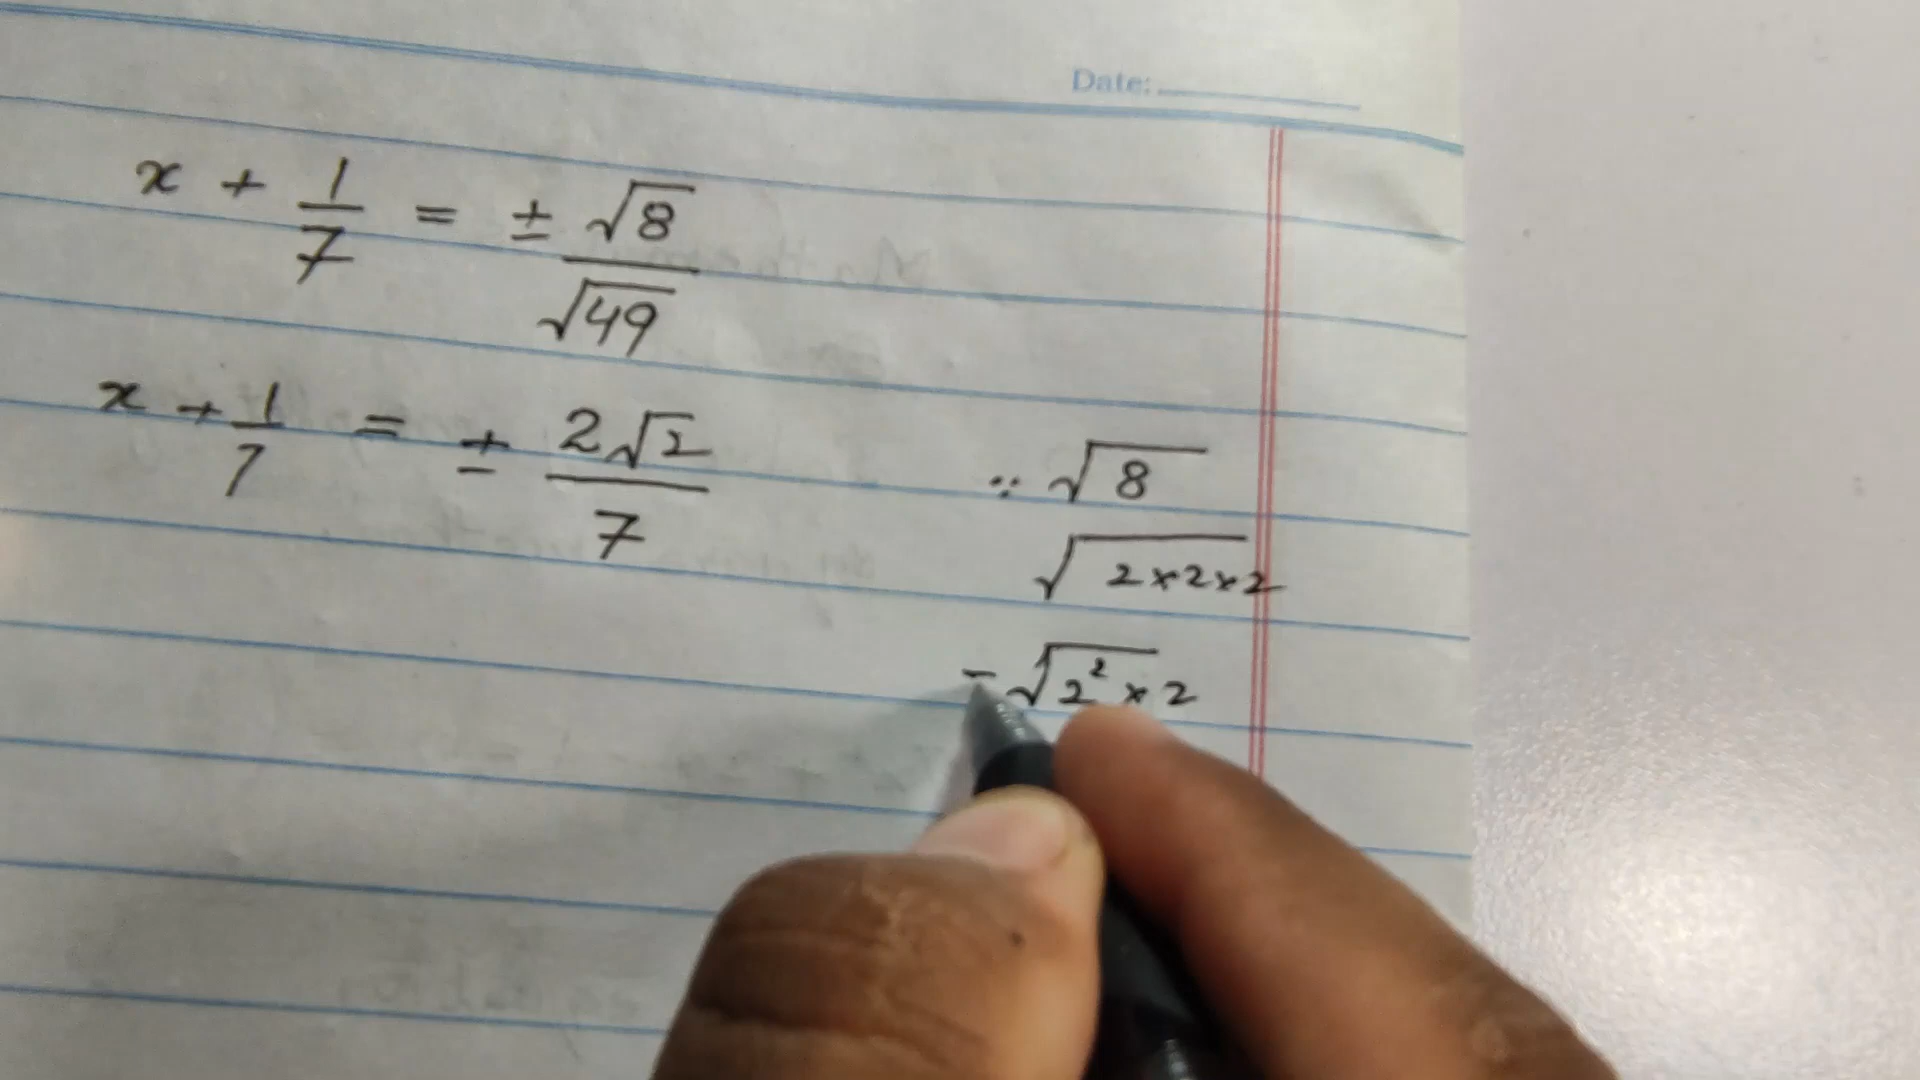 Date:
x + 1/7 = ± √8/√49
x + 1/7 = ± 2√2/7
∵ √8
√2×2×2
= √2² × 2